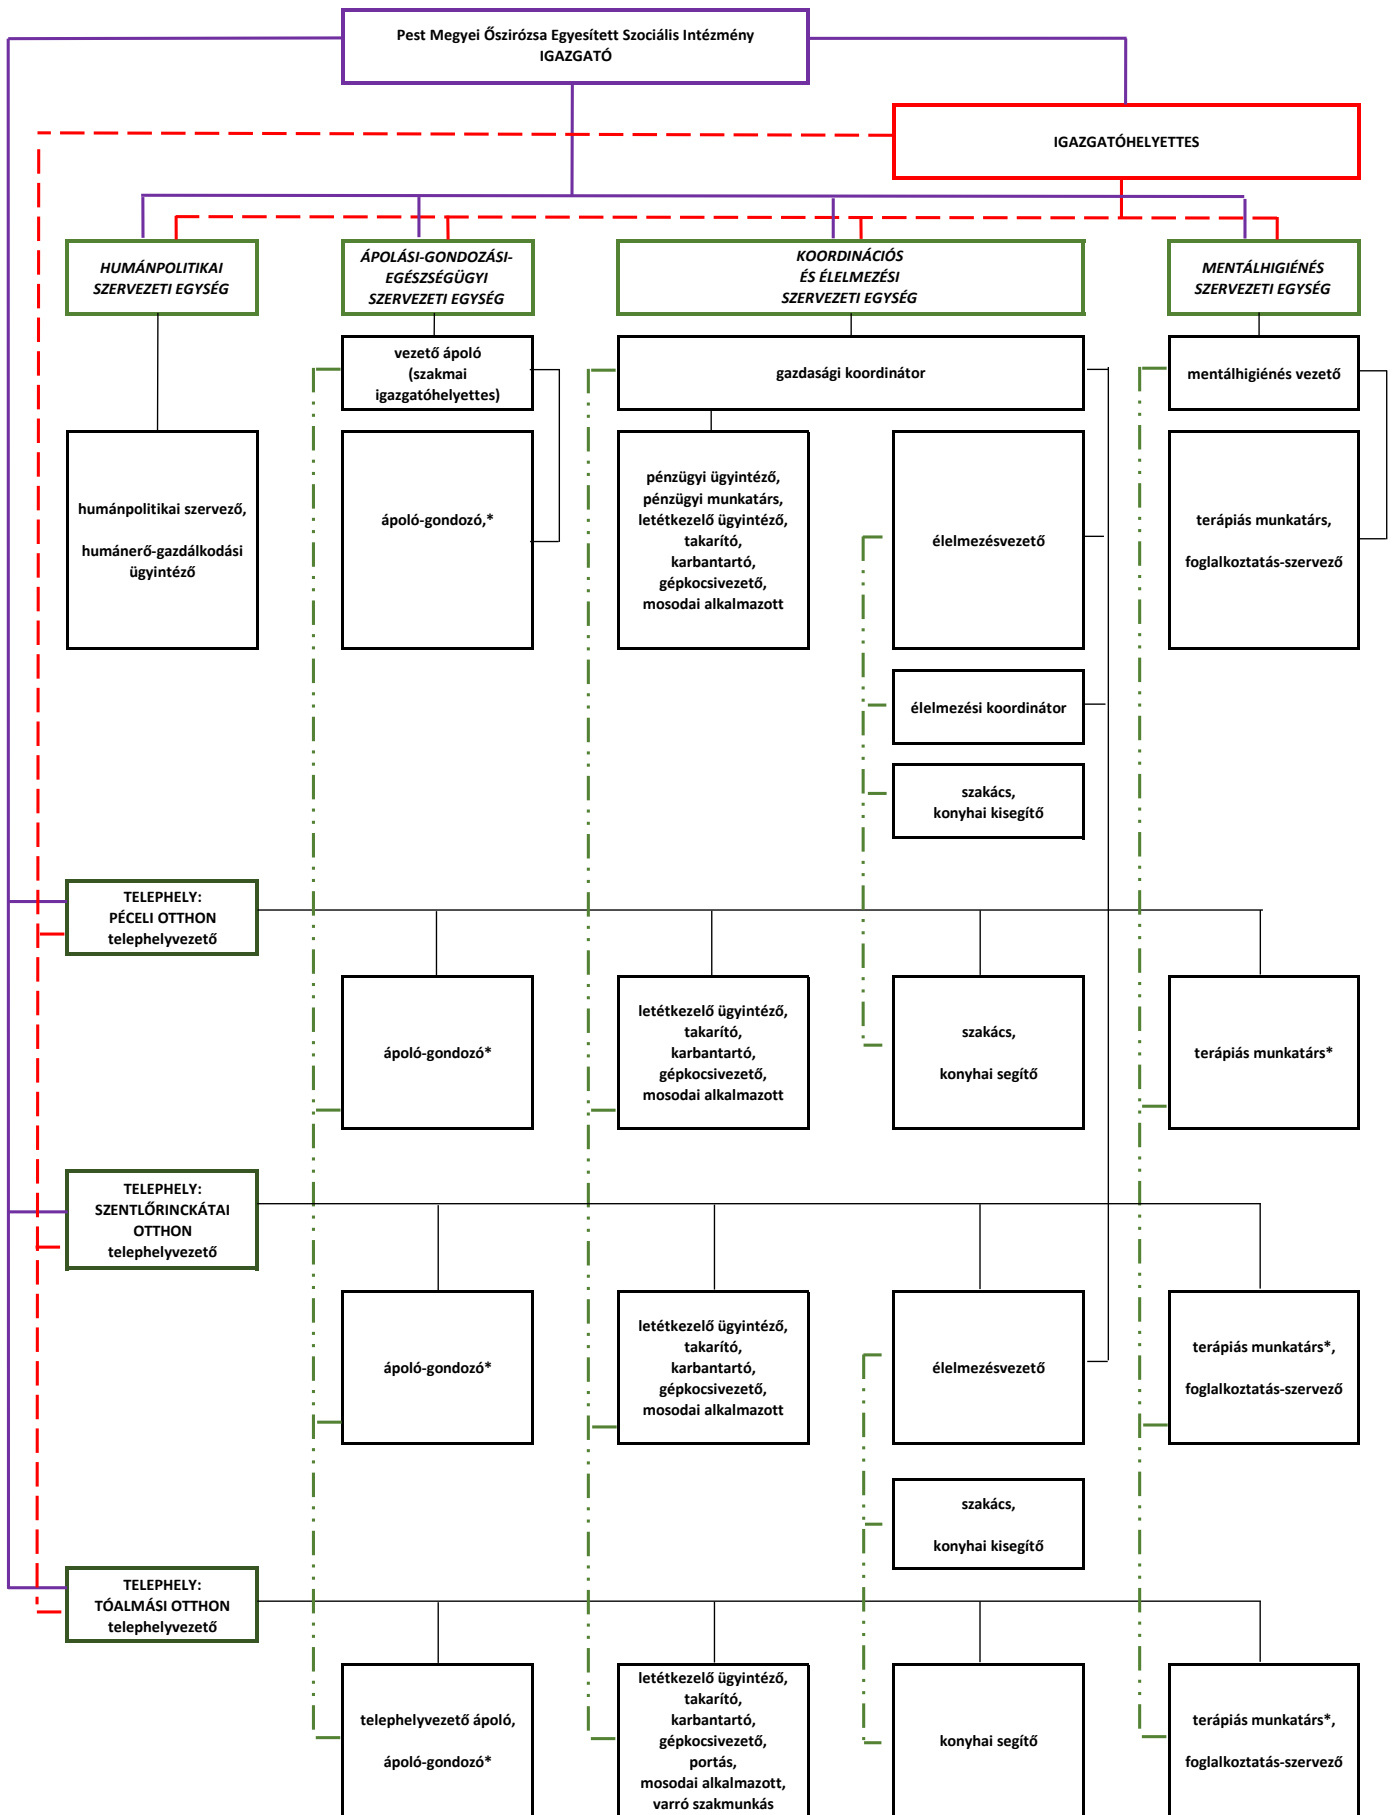 Pest Megyei Őszirózsa Egyesített Szociális Intézmény
IGAZGATÓ
IGAZGATÓHELYETTES
HUMÁNPOLITIKAI
SZERVEZETI EGYSÉG
ÁPOLÁSI-GONDOZÁSI-
EGÉSZSÉGÜGYI
SZERVEZETI EGYSÉG
KOORDINÁCIÓS
ÉS ÉLELMEZÉSI
SZERVEZETI EGYSÉG
MENTÁLHIGIÉNÉS
SZERVEZETI EGYSÉG
vezető ápoló
(szakmai
igazgatóhelyettes)
gazdasági koordinátor
mentálhigiénés vezető
humánpolitikai szervező,
humánerő-gazdálkodási
ügyintéző
ápoló-gondozó,*
pénzügyi ügyintéző,
pénzügyi munkatárs,
letétkezelő ügyintéző,
takarító,
karbantartó,
gépkocsivezető,
mosodai alkalmazott
élelmezésvezető
terápiás munkatárs,
foglalkoztatás-szervező
élelmezési koordinátor
szakács,
konyhai kisegítő
TELEPHELY:
PÉCELI OTTHON
telephelyvezető
ápoló-gondozó*
letétkezelő ügyintéző,
takarító,
karbantartó,
gépkocsivezető,
mosodai alkalmazott
szakács,
konyhai segítő
terápiás munkatárs*
TELEPHELY:
SZENTLŐRINCKÁTAI
OTTHON
telephelyvezető
ápoló-gondozó*
letétkezelő ügyintéző,
takarító,
karbantartó,
gépkocsivezető,
mosodai alkalmazott
élelmezésvezető
terápiás munkatárs*,
foglalkoztatás-szervező
szakács,
konyhai kisegítő
TELEPHELY:
TÓALMÁSI OTTHON
telephelyvezető
telephelyvezető ápoló,
ápoló-gondozó*
letétkezelő ügyintéző,
takarító,
karbantartó,
gépkocsivezető,
portás,
mosodai alkalmazott,
varró szakmunkás
konyhai segítő
terápiás munkatárs*,
foglalkoztatás-szervező